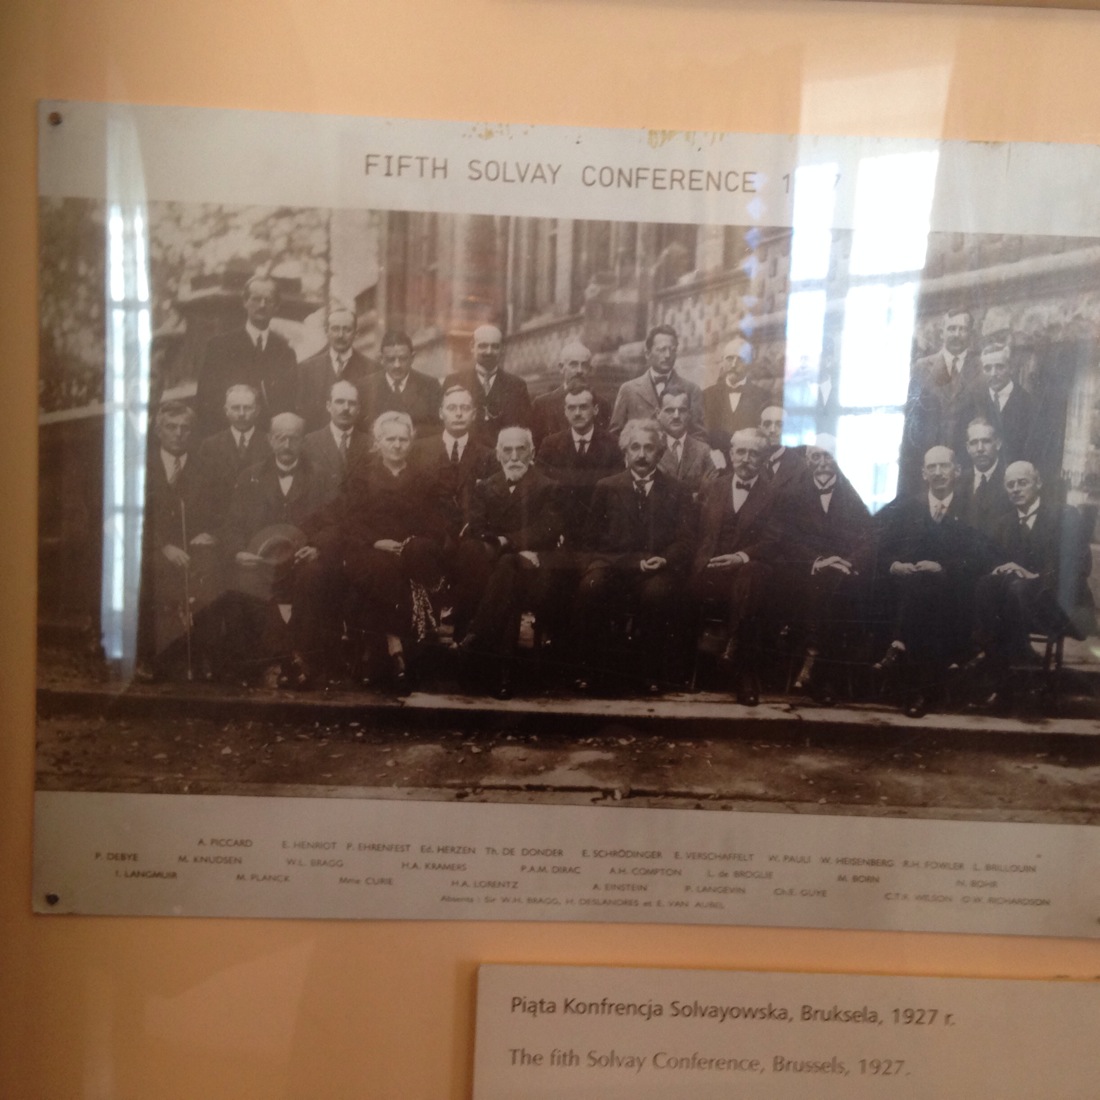 FIFTH SOLVAY CONFERENCE 1927
A. PICCARD E. HENRIOT P. EHRENFEST Ed. HERZEN Th. DE DONDER E. SCHRÖDINGER E. VERSCHAFFELT W. PAULI W. HEISENBERG R.H. FOWLER L. BRILLOUIN
P. DEBYE M. KNUDSEN W.L. BRAGG H.A. KRAMERS P.A.M. DIRAC A.H. COMPTON L. de BROGLIE M. BORN N. BOHR
I. LANGMUIR M. PLANCK Mme CURIE H.A. LORENTZ A. EINSTEIN P. LANGEVIN Ch.E. GUYE C.T.R. WILSON O.W. RICHARDSON
Absents : Sir W.H. BRAGG, H. DESLANDRES et E. VAN AUBEL
Piąta Konfrencja Solvayowska, Bruksela, 1927 r.
The fith Solvay Conference, Brussels, 1927.